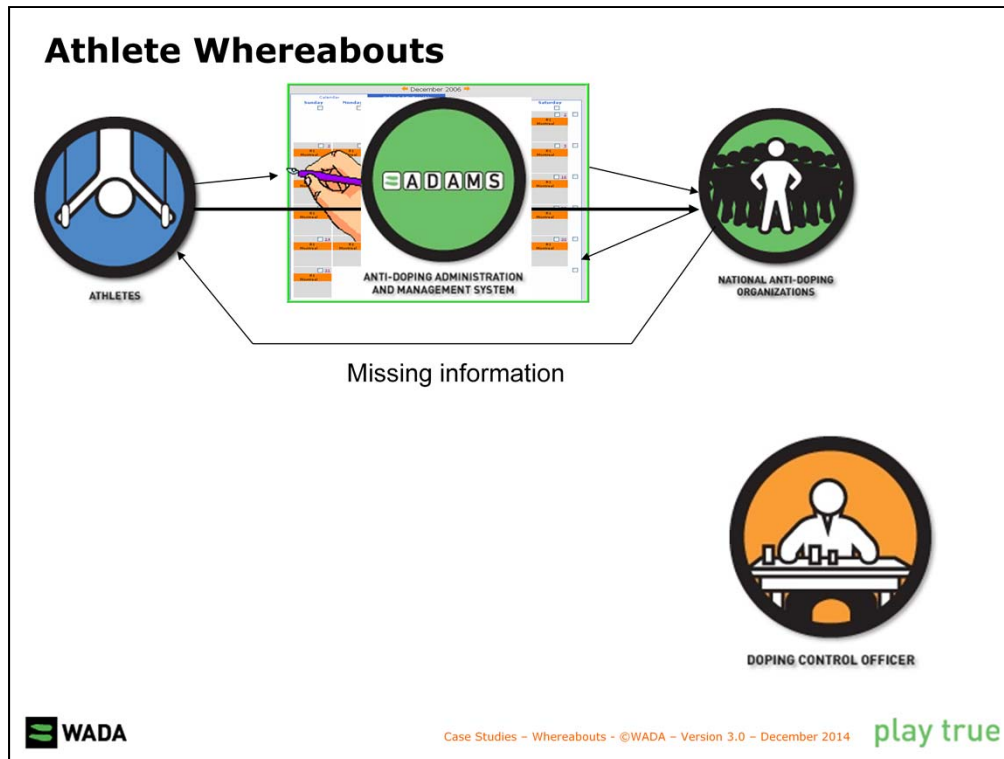 Athlete Whereabouts
December 2006
Calendar
Sunday
Saturday
ADAMS
ATHLETES
ANTI-DOPING ADMINISTRATION
AND MANAGEMENT SYSTEM
NATIONAL ANTI-DOPING
ORGANIZATIONS
Missing information
DOPING CONTROL OFFICER
WADA
Case Studies – Whereabouts - ©WADA – Version 3.0 – December 2014
play true